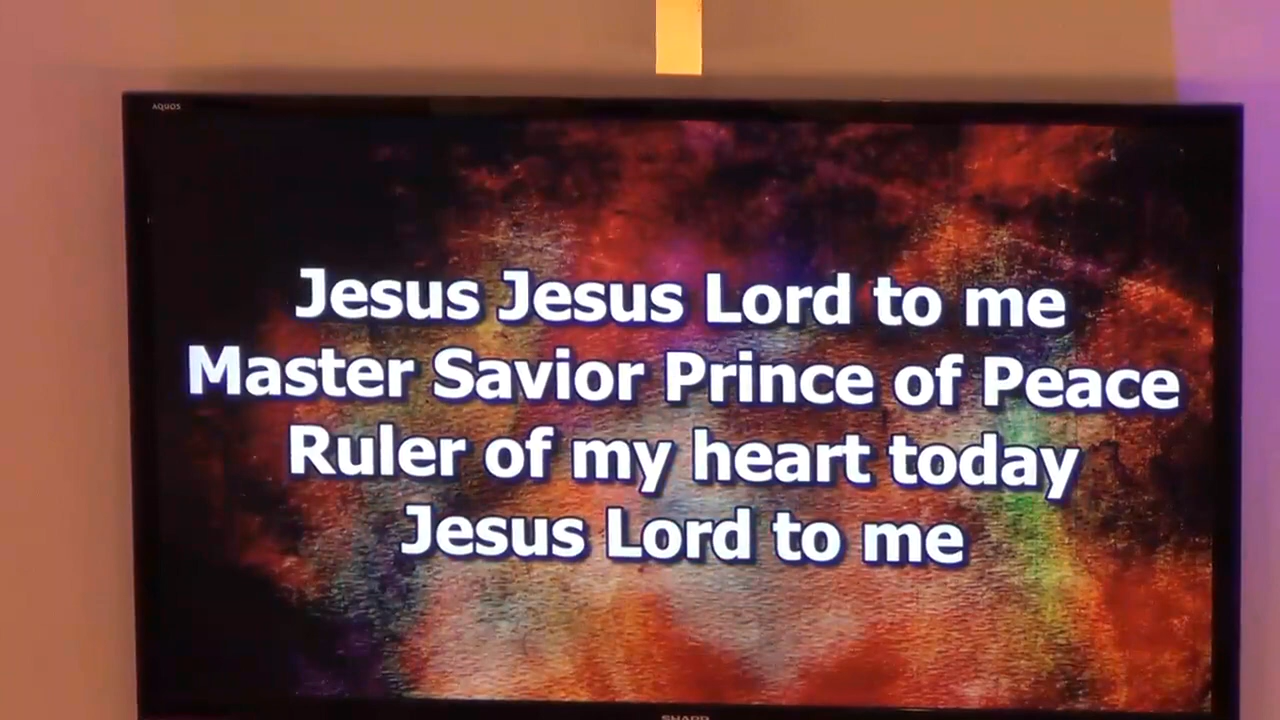 AQUOS
Jesus Jesus Lord to me
Master Savior Prince of Peace
Ruler of my heart today
Jesus Lord to me
SHARP